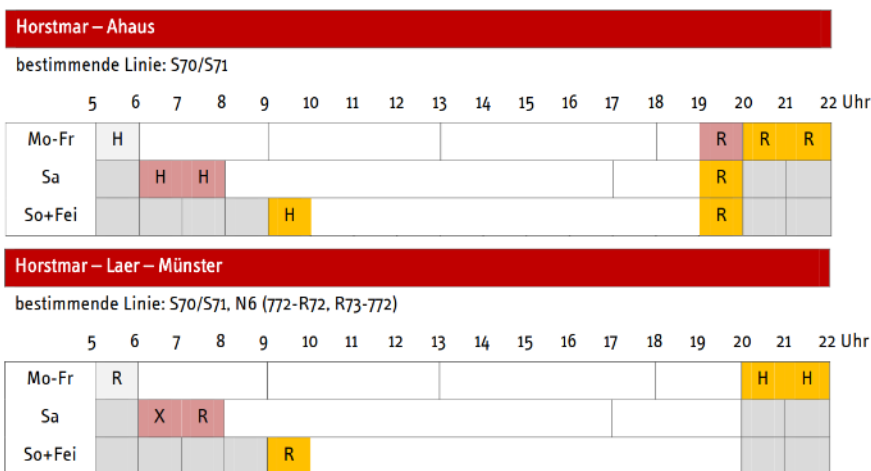 Horstmar – Ahaus
bestimmende Linie: S70/S71
5 6 7 8 9 10 11 12 13 14 15 16 17 18 19 20 21 22 Uhr
Mo-Fr H R R R
Sa H H R
So+Fei H R
Horstmar – Laer – Münster
bestimmende Linie: S70/S71, N6 (772-R72, R73-772)
5 6 7 8 9 10 11 12 13 14 15 16 17 18 19 20 21 22 Uhr
Mo-Fr R H H
Sa X R
So+Fei R